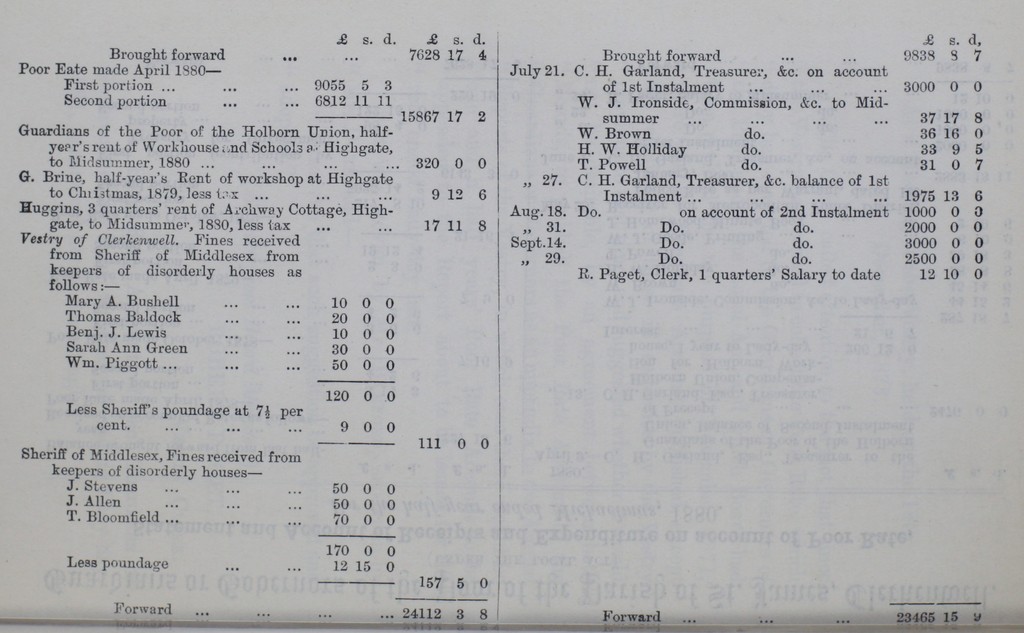 £ s. d. £ s. d.
Brought forward ... ... 7628 17 4
Poor Eate made April 1880—
First portion ... ... ... 9055 5 3
Second portion ... ... 6812 11 11
15867 17 2
Guardians of the Poor of the Holborn Union, half-
year's rent of Workhouse and Schools at Highgate,
to Midsummer, 1880 ... ... 320 0 0
G. Brine, half-year's Rent of workshop at Highgate
to Christmas, 1879, less tax ... ... ... 9 12 6
Huggins, 3 quarters' rent of Archway Cottage, High-
gate, to Midsummer, 1880, less tax ... ... 17 11 8
Vestry of Clerkenwell. Fines received
from Sheriff of Middlesex from
keepers of disorderly houses as
follows:—
Mary A. Bushell ... ... 10 0 0
Thomas Baldock ... ... 20 0 0
Benj. J. Lewis ... ... 10 0 0
Sarah Ann Green ... ... 30 0 0
Wm. Piggott ... ... ... 50 0 0
120 0 0
Less Sheriff's poundage at 7½ per
cent. ... ... ... 9 0 0
111 0 0
Sheriff of Middlesex, Fines received from
keepers of disorderly houses—
J. Stevens ... ... ... 50 0 0
J. Allen ... ... ... 50 0 0
T. Bloomfield ... ... ... 70 0 0
170 0 0
Less poundage ... ... 12 15 0
157 5 0
Forward ... ... ... ... 24112 3 8
£ s. d,
Brought forward ... ... 9838 8 7
July 21. C. H. Garland, Treasurer, &c. on account
of 1st Instalment ... ... ... 3000 0 0
W. J. Ironside, Commission, &c. to Mid-
summer ... ... ... ... 37 17 8
W. Brown do. 36 16 0
H. W. Holliday do. 33 9 5
T. Powell do. 31 0 7
„ 27. C. H. Garland, Treasurer, &c. balance of 1st
Instalment ... ... ... ... 1975 13 6
Aug. 18. Do. on account of 2nd Instalment 1000 0 0
„ 31. Do. do. 2000 0 0
Sept.14. Do. do. 3000 0 0
„ 29. Do. do. 2500 0 0
R. Paget, Clerk, 1 quarters' Salary to date 12 10 0
Forward ... ... ... 23465 15 9